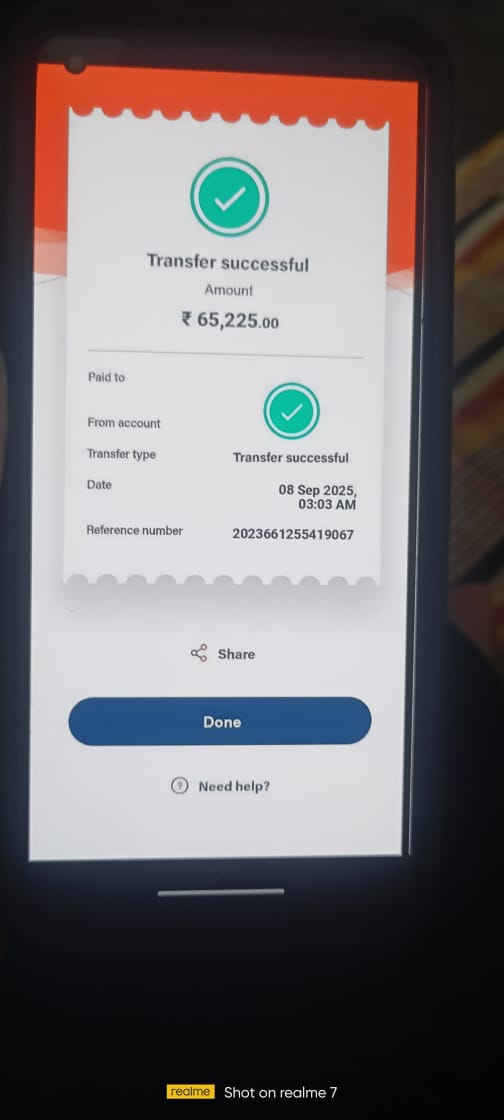 Transfer successful
Amount
₹ 65,225.00
Paid to
From account
Transfer type
Transfer successful
Date
08 Sep 2025,
03:03 AM
Reference number
2023661255419067
Share
Done
? Need help?
realme Shot on realme 7